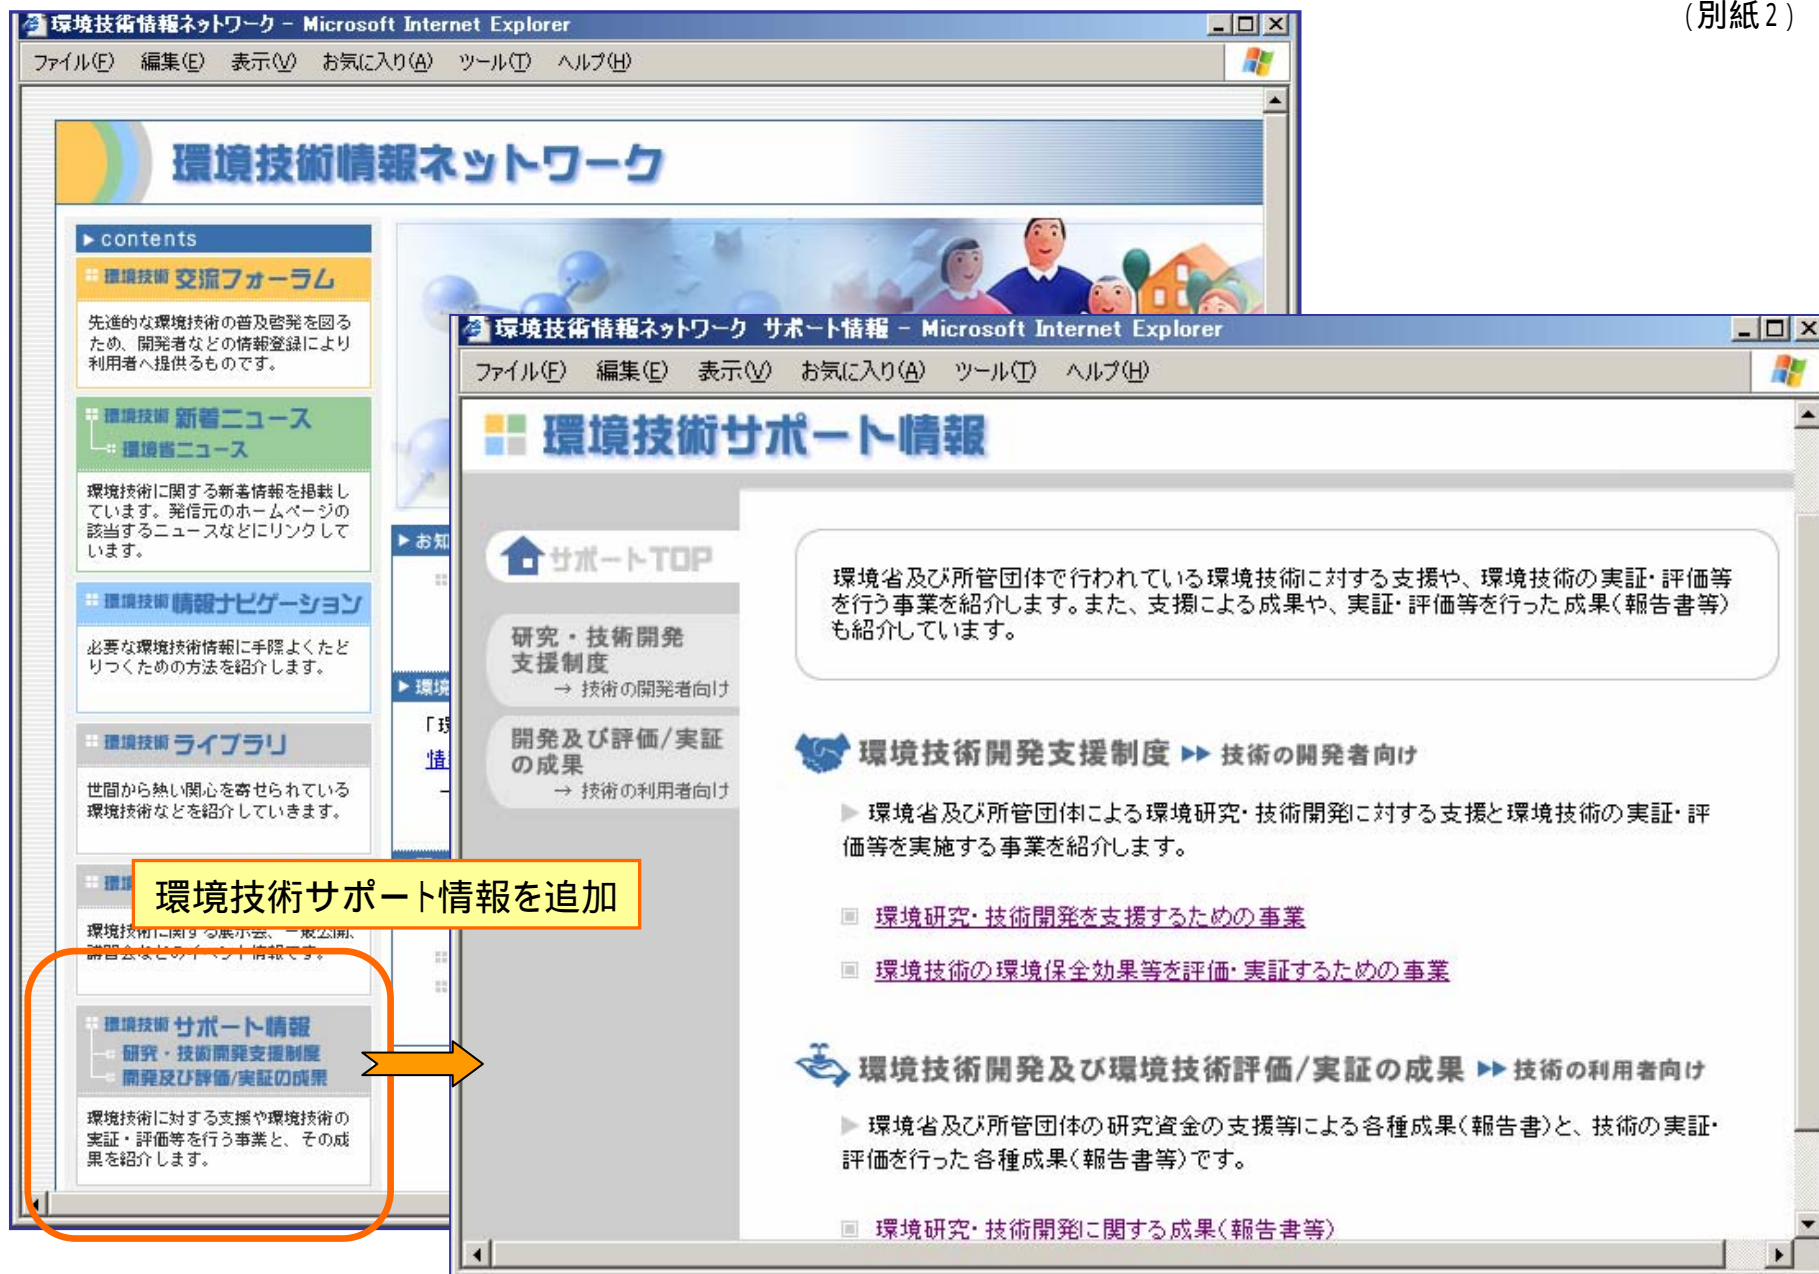 (別紙2)
環境技術情報ネットワーク - Microsoft Internet Explorer
ファイル(F) 編集(E) 表示(V) お気に入り(A) ツール(T) ヘルプ(H)
環境技術情報ネットワーク
contents
環境技術 交流フォーラム
先進的な環境技術の普及啓発を図る
ため、開発者などの情報登録により
利用者へ提供るものです。
環境技術 新着ニュース
環境省ニュース
環境技術に関する新着情報を掲載し
ています。発信元のホームページの
該当するニュースなどにリンクして
います。
環境技術 情報ナビゲーション
必要な環境技術情報に手際よくたど
りつくための方法を紹介します。
環境技術 ライブラリ
世間から熱い関心を寄せられている
環境技術などを紹介していきます。
環境技術に関する展示会、一般公開、
講習会などのイベント情報です。
環境技術 サポート情報
研究・技術開発支援制度
開発及び評価/実証の成果
環境技術に対する支援や環境技術の
実証・評価等を行う事業と、その成
果を紹介します。
お知
環境
環境技術サポート情報を追加
環境技術情報ネットワーク サポート情報 - Microsoft Internet Explorer
ファイル(F) 編集(E) 表示(V) お気に入り(A) ツール(T) ヘルプ(H)
環境技術サポート情報
サポートTOP
研究・技術開発
支援制度
→ 技術の開発者向け
開発及び評価/実証
の成果
→ 技術の利用者向け
環境省及び所管団体で行われている環境技術に対する支援や、環境技術の実証・評価等
を行う事業を紹介します。また、支援による成果や、実証・評価等を行った成果(報告書等)
も紹介しています。
環境技術開発支援制度 技術の開発者向け
環境省及び所管団体による環境研究・技術開発に対する支援と環境技術の実証・評
価等を実施する事業を紹介します。
環境研究・技術開発を支援するための事業
環境技術の環境保全効果等を評価・実証するための事業
環境技術開発及び環境技術評価/実証の成果 技術の利用者向け
環境省及び所管団体の研究資金の支援等による各種成果(報告書)と、技術の実証・
評価を行った各種成果(報告書等)です。
環境研究・技術開発に関する成果(報告書等)